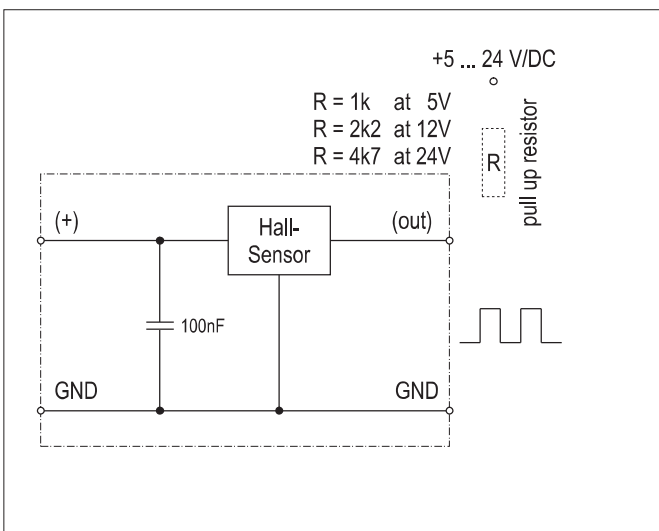 +5 ... 24 V/DC
R = 1k at 5V
R = 2k2 at 12V
R = 4k7 at 24V
R
pull up resistor
(+)
Hall-
Sensor
(out)
100nF
GND
GND